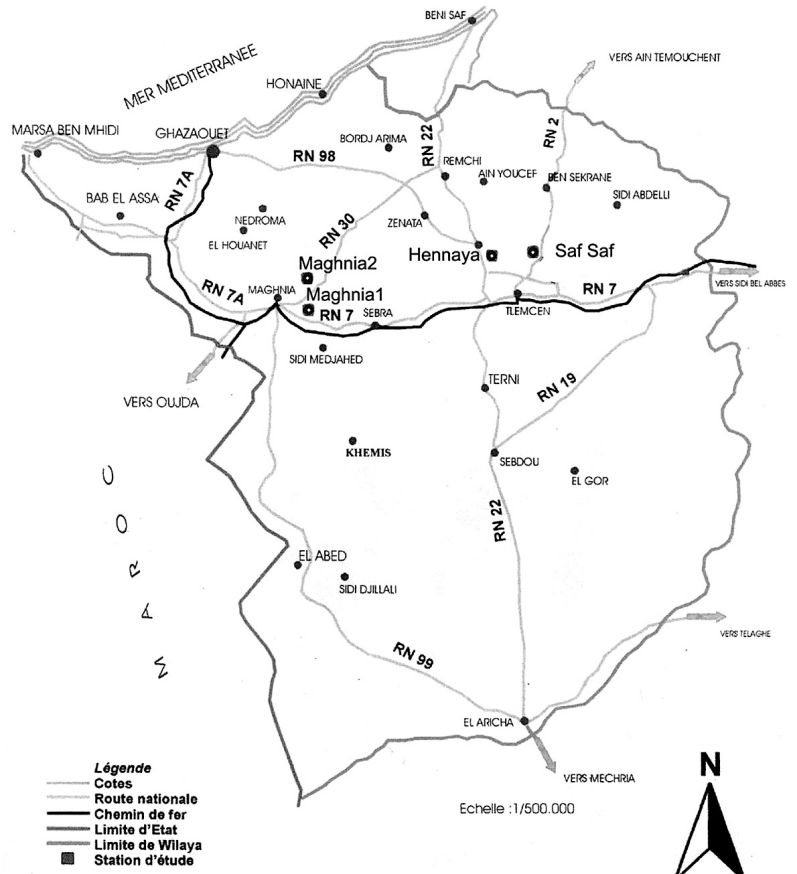 BENI SAF
VERS AIN TEMOUCHENT
MER MEDITERRANEE
HONAINE
MARSA BEN MHIDI
GHAZAOUET
BORDJ ARIMA
RN 22
RN 2
RN 98
REMCHI
AIN YOUCEF
BEN SEKRANE
SIDI ABDELLI
RN 7A
BAB EL ASSA
NEDROMA
EL HOUANET
ZENATA
RN 30
Hennaya
Saf Saf
Maghnia2
VERS SIDI BEL ABBES
RN 7A
MAGHNIA
Maghnia1
RN 7
SEBRA
TLEMCEN
RN 7
SIDI MEDJAHED
VERS OUJDA
TERNI
RN 19
KHEMIS
SEBDOU
EL GOR
MAROC
RN 22
EL ABED
SIDI DJILLALI
VERS TELAGHE
RN 99
EL ARICHA
VERS MECHRIA
N
Echelle :1/500.000
Légende
Cotes
Route nationale
Chemin de fer
Limite d'Etat
Limite de Wilaya
Station d'étude